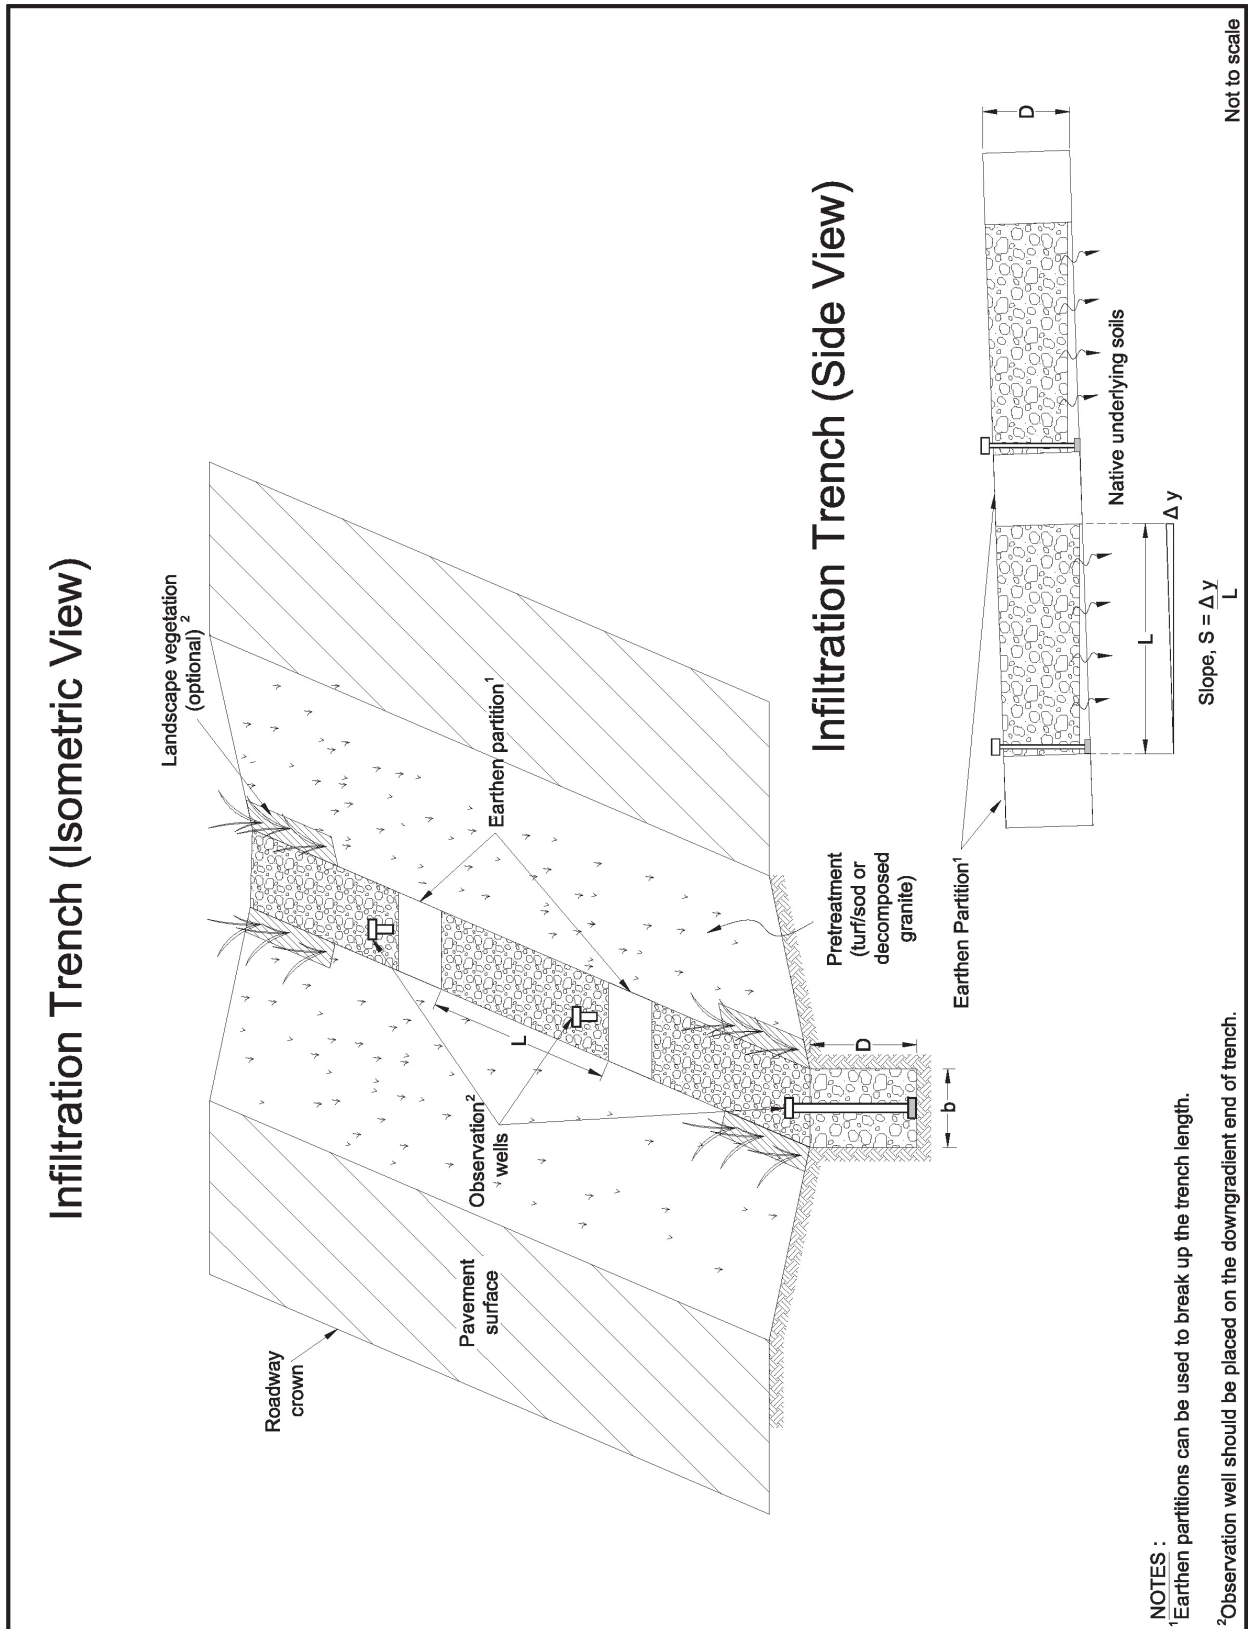 Infiltration Trench (Isometric View)
Landscape vegetation
(optional) 2
Roadway
crown
Pavement
surface
Observation2
wells
Earthen partition1
L
Pretreatment
(turf/sod or
decomposed
granite)
D
b
Infiltration Trench (Side View)
Earthen Partition1
D
Native underlying soils
L
Δ y
Slope, S = Δ y
L
NOTES :
1Earthen partitions can be used to break up the trench length.
2Observation well should be placed on the downgradient end of trench.
Not to scale